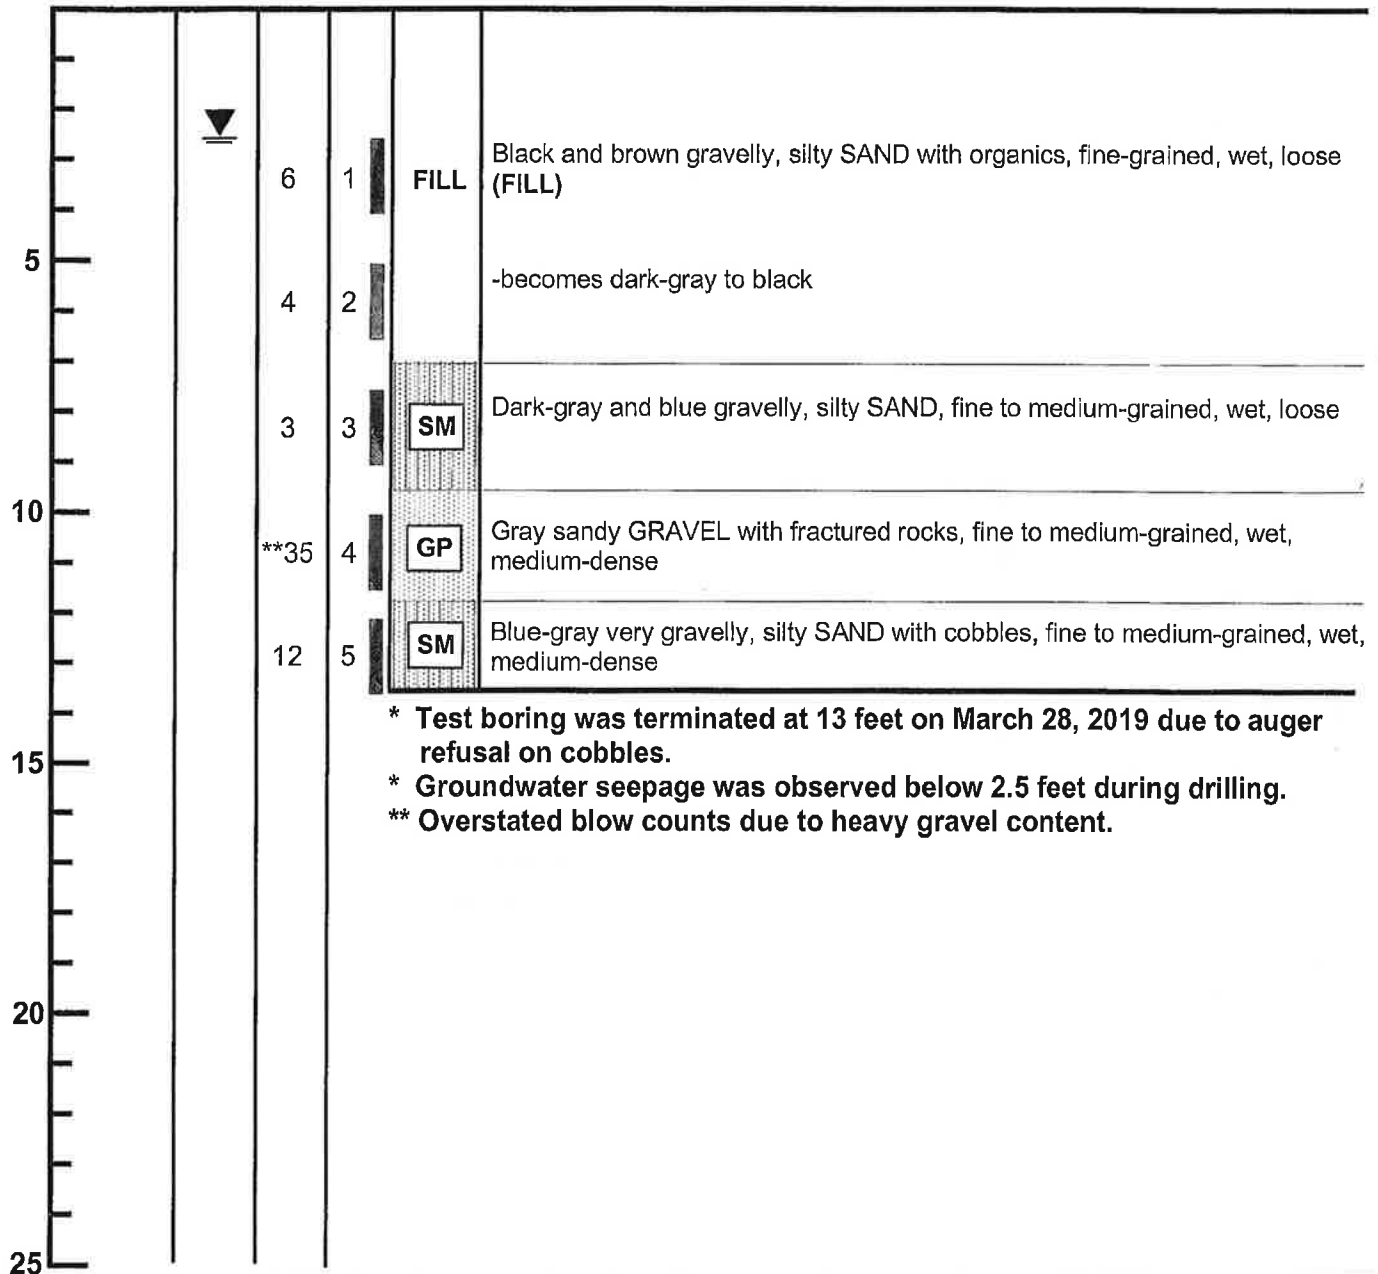 Black and brown gravelly, silty SAND with organics, fine-grained, wet, loose
6 1 FILL (FILL)
5
-becomes dark-gray to black
4 2
Dark-gray and blue gravelly, silty SAND, fine to medium-grained, wet, loose
3 3 SM
10
Gray sandy GRAVEL with fractured rocks, fine to medium-grained, wet,
**35 4 GP
medium-dense
Blue-gray very gravelly, silty SAND with cobbles, fine to medium-grained, wet,
12 5 SM
medium-dense
* Test boring was terminated at 13 feet on March 28, 2019 due to auger
refusal on cobbles.
15
* Groundwater seepage was observed below 2.5 feet during drilling.
** Overstated blow counts due to heavy gravel content.
20
25